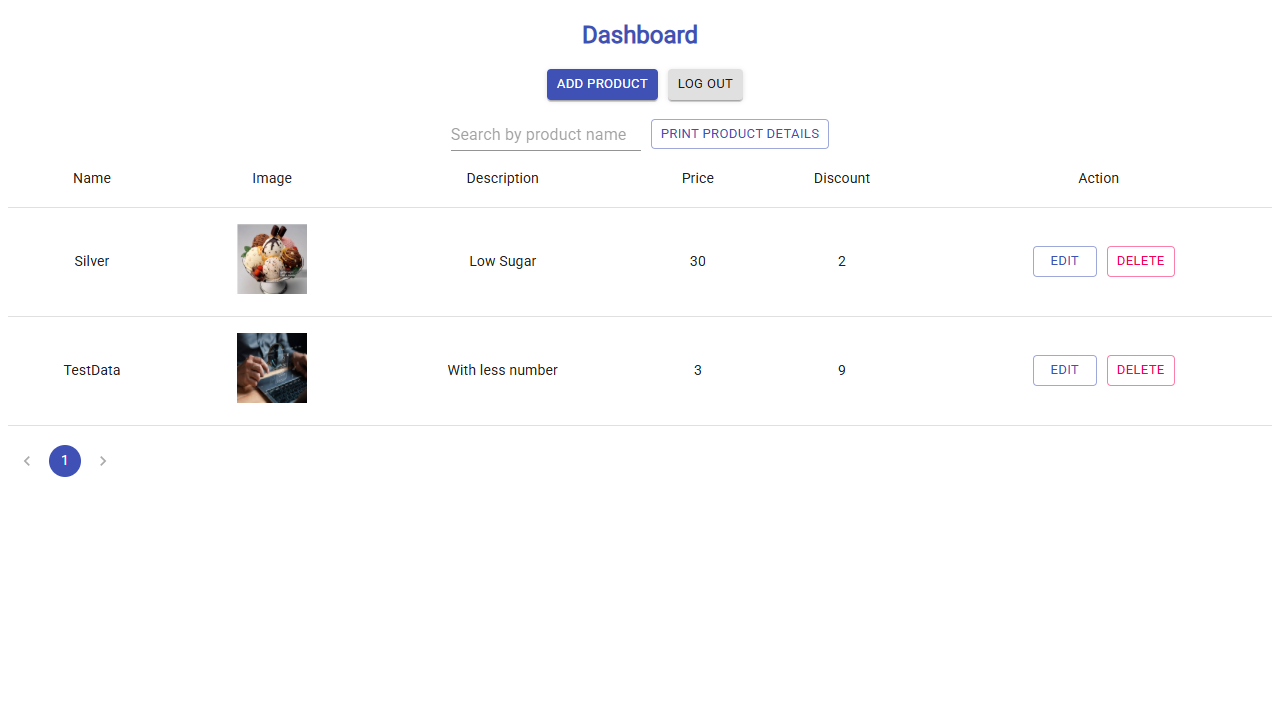 Dashboard
ADD PRODUCT LOG OUT
Search by product name PRINT PRODUCT DETAILS
Name Image Description Price Discount Action
Silver Low Sugar 30 2 EDIT DELETE
TestData With less number 3 9 EDIT DELETE
1